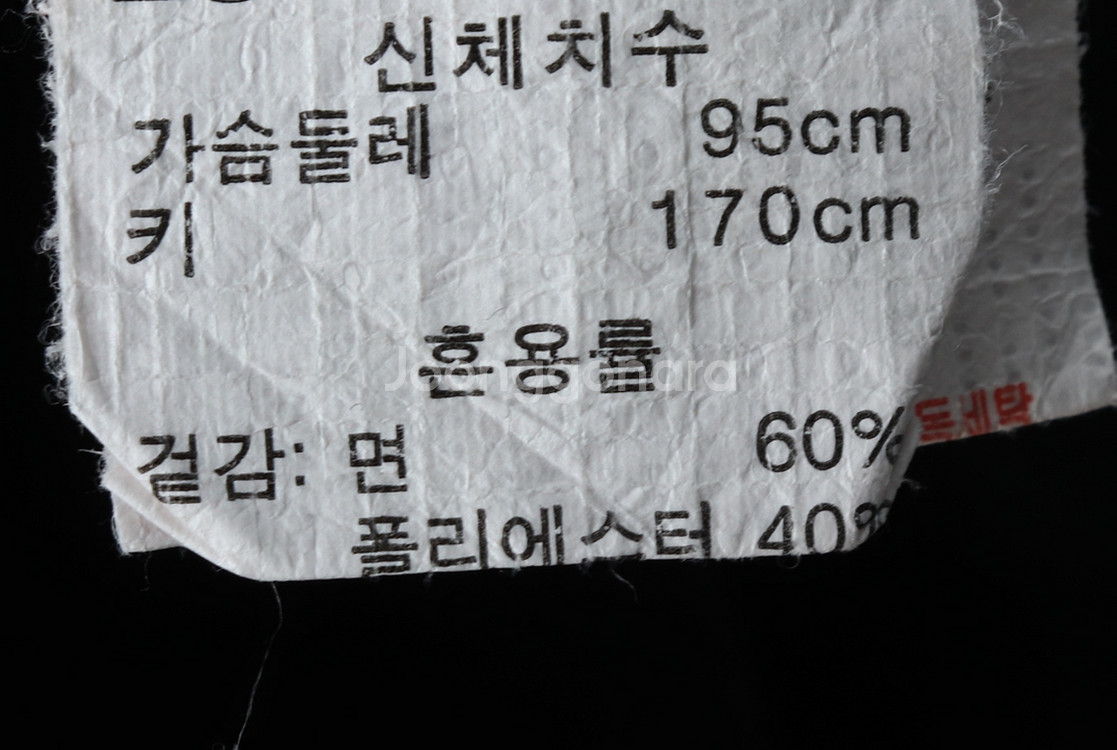 신체치수
가슴둘레 95cm
키 170cm
혼용률
Joonggonara
겉감: 면 60%
폴리에스터 40%